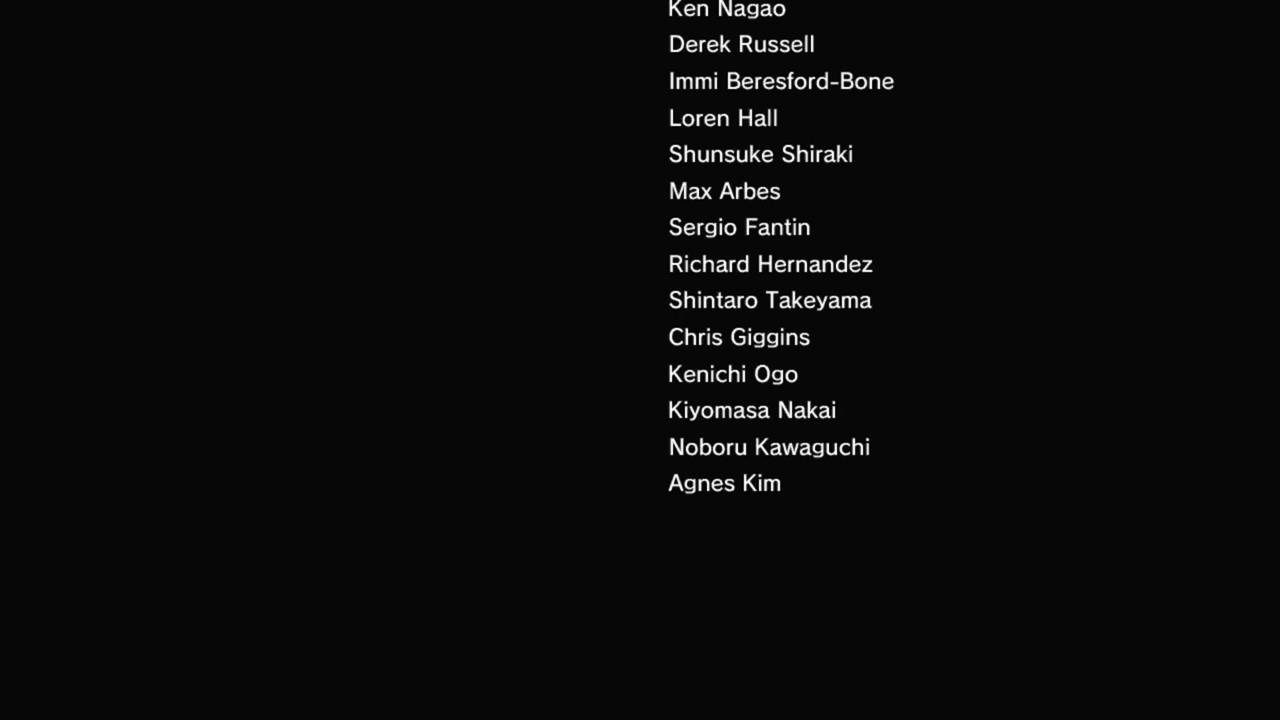 Ken Nagao
Derek Russell
Immi Beresford-Bone
Loren Hall
Shunsuke Shiraki
Max Arbes
Sergio Fantin
Richard Hernandez
Shintaro Takeyama
Chris Giggins
Kenichi Ogo
Kiyomasa Nakai
Noboru Kawaguchi
Agnes Kim